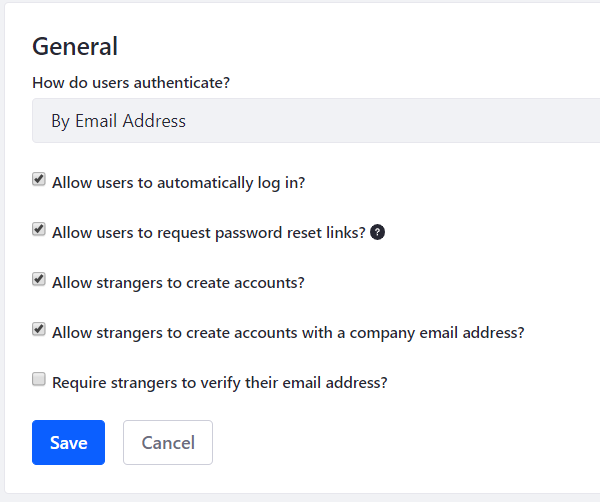 General
How do users authenticate?
By Email Address
Allow users to automatically log in?
Allow users to request password reset links? ?
Allow strangers to create accounts?
Allow strangers to create accounts with a company email address?
Require strangers to verify their email address?
Save Cancel